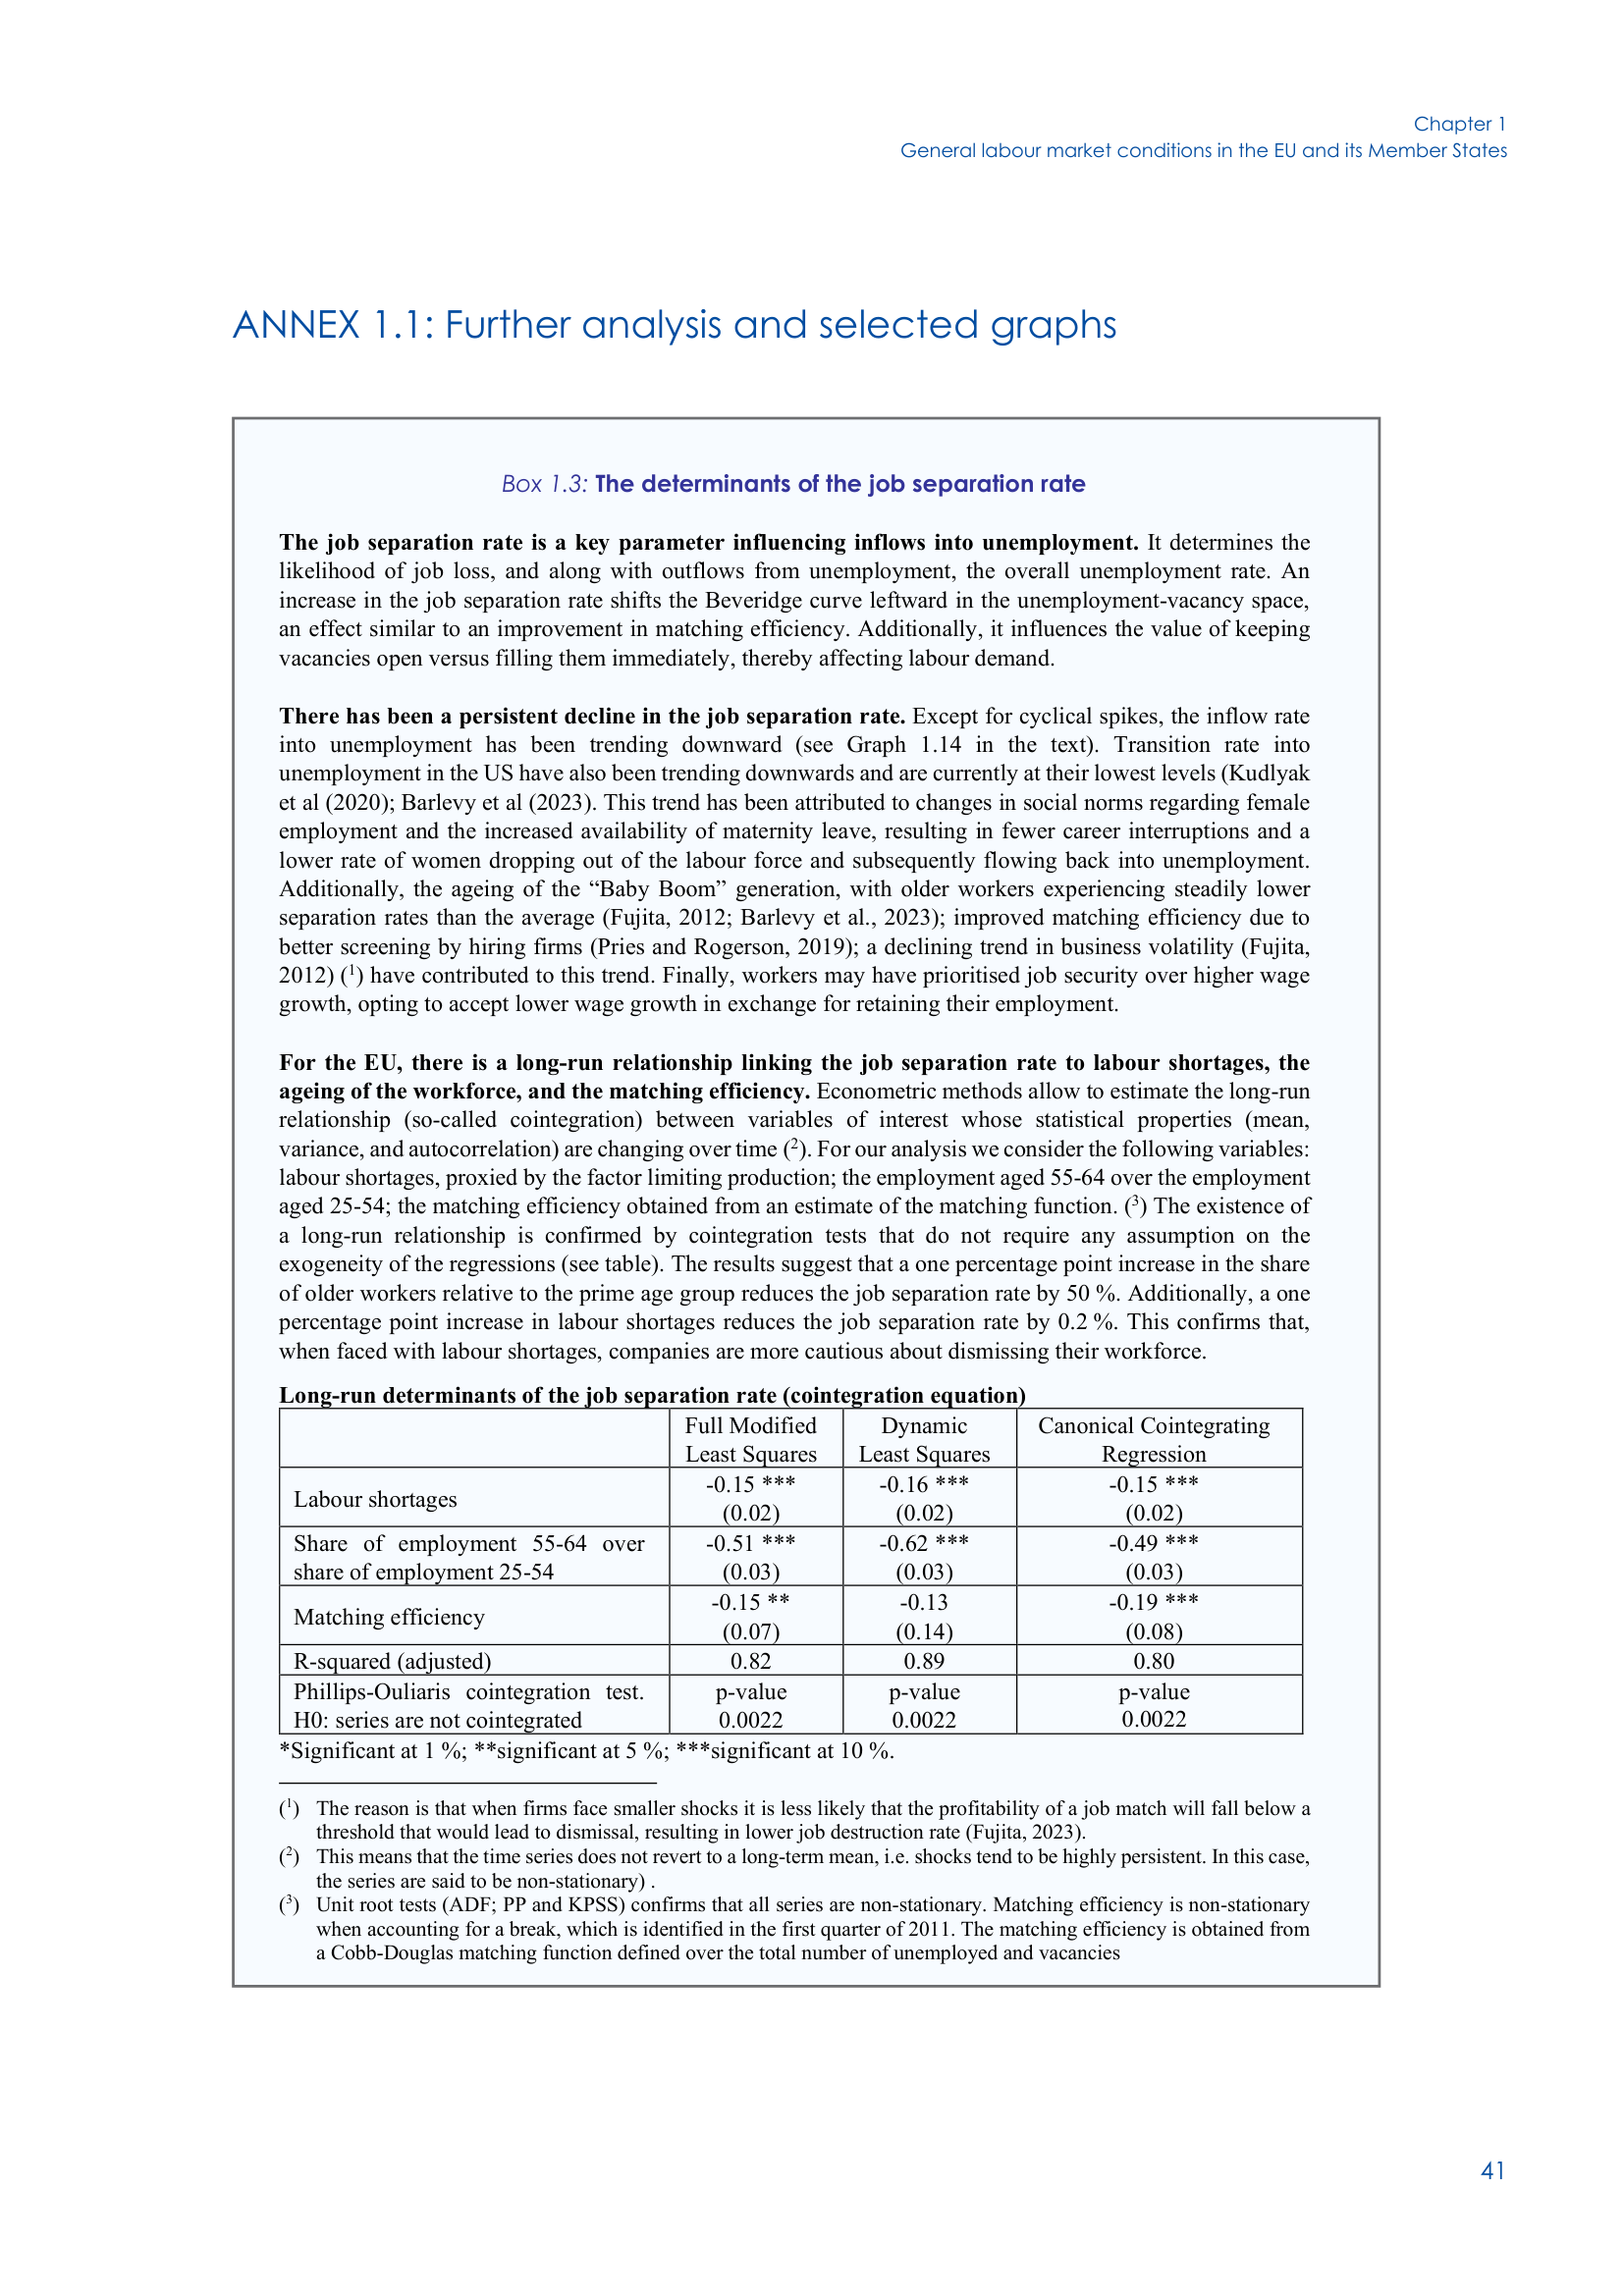 Chapter 1
General labour market conditions in the EU and its Member States
ANNEX 1.1: Further analysis and selected graphs
Box 1.3: The determinants of the job separation rate
The job separation rate is a key parameter influencing inflows into unemployment. It determines the
likelihood of job loss, and along with outflows from unemployment, the overall unemployment rate. An
increase in the job separation rate shifts the Beveridge curve leftward in the unemployment-vacancy space,
an effect similar to an improvement in matching efficiency. Additionally, it influences the value of keeping
vacancies open versus filling them immediately, thereby affecting labour demand.
There has been a persistent decline in the job separation rate. Except for cyclical spikes, the inflow rate
into unemployment has been trending downward (see Graph 1.14 in the text). Transition rate into
unemployment in the US have also been trending downwards and are currently at their lowest levels (Kudlyak
et al (2020); Barlevy et al (2023). This trend has been attributed to changes in social norms regarding female
employment and the increased availability of maternity leave, resulting in fewer career interruptions and a
lower rate of women dropping out of the labour force and subsequently flowing back into unemployment.
Additionally, the ageing of the “Baby Boom” generation, with older workers experiencing steadily lower
separation rates than the average (Fujita, 2012; Barlevy et al., 2023); improved matching efficiency due to
better screening by hiring firms (Pries and Rogerson, 2019); a declining trend in business volatility (Fujita,
2012) (1) have contributed to this trend. Finally, workers may have prioritised job security over higher wage
growth, opting to accept lower wage growth in exchange for retaining their employment.
For the EU, there is a long-run relationship linking the job separation rate to labour shortages, the
ageing of the workforce, and the matching efficiency. Econometric methods allow to estimate the long-run
relationship (so-called cointegration) between variables of interest whose statistical properties (mean,
variance, and autocorrelation) are changing over time (2). For our analysis we consider the following variables:
labour shortages, proxied by the factor limiting production; the employment aged 55-64 over the employment
aged 25-54; the matching efficiency obtained from an estimate of the matching function. (3) The existence of
a long-run relationship is confirmed by cointegration tests that do not require any assumption on the
exogeneity of the regressions (see table). The results suggest that a one percentage point increase in the share
of older workers relative to the prime age group reduces the job separation rate by 50 %. Additionally, a one
percentage point increase in labour shortages reduces the job separation rate by 0.2 %. This confirms that,
when faced with labour shortages, companies are more cautious about dismissing their workforce.
Long-run determinants of the job separation rate (cointegration equation)
Full Modified Dynamic Canonical Cointegrating
Least Squares Least Squares Regression
Labour shortages -0.15 *** -0.16 *** -0.15 ***
(0.02) (0.02) (0.02)
Share of employment 55-64 over -0.51 *** -0.62 *** -0.49 ***
share of employment 25-54 (0.03) (0.03) (0.03)
Matching efficiency -0.15 ** -0.13 -0.19 ***
(0.07) (0.14) (0.08)
R-squared (adjusted) 0.82 0.89 0.80
Phillips-Ouliaris cointegration test. p-value p-value p-value
H0: series are not cointegrated 0.0022 0.0022 0.0022
*Significant at 1 %; **significant at 5 %; ***significant at 10 %.
(1) The reason is that when firms face smaller shocks it is less likely that the profitability of a job match will fall below a
threshold that would lead to dismissal, resulting in lower job destruction rate (Fujita, 2023).
(2) This means that the time series does not revert to a long-term mean, i.e. shocks tend to be highly persistent. In this case,
the series are said to be non-stationary) .
(3) Unit root tests (ADF; PP and KPSS) confirms that all series are non-stationary. Matching efficiency is non-stationary
when accounting for a break, which is identified in the first quarter of 2011. The matching efficiency is obtained from
a Cobb-Douglas matching function defined over the total number of unemployed and vacancies
41